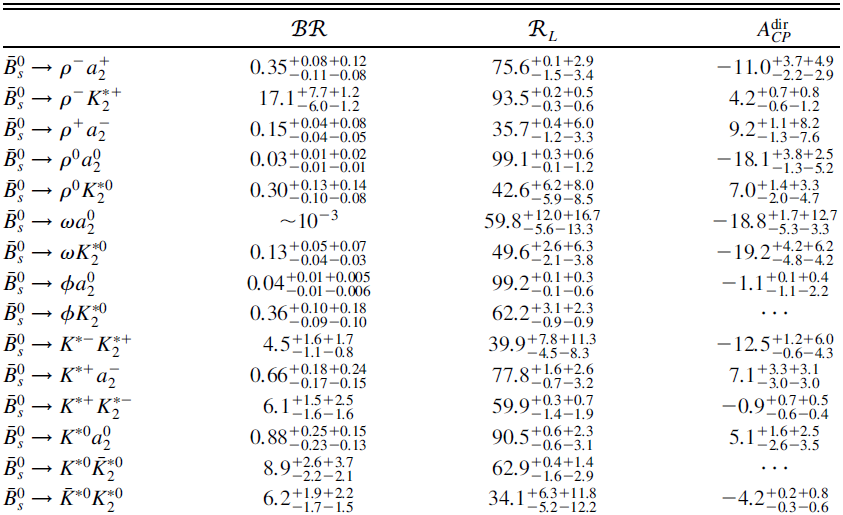 $\mathcal{BR}$ $\mathcal{R}_L$ $A_{CP}^{\text{dir}}$
$\bar{B}_s^0 \to \rho^- a_2^+$ $0.35^{+0.08+0.12}_{-0.11-0.08}$ $75.6^{+0.1+2.9}_{-1.5-3.4}$ $-11.0^{+3.7+4.9}_{-2.2-2.9}$
$\bar{B}_s^0 \to \rho^- K_2^{*+}$ $17.1^{+7.7+1.2}_{-6.0-1.2}$ $93.5^{+0.2+0.5}_{-0.3-0.6}$ $4.2^{+0.7+0.8}_{-0.6-1.2}$
$\bar{B}_s^0 \to \rho^+ a_2^-$ $0.15^{+0.04+0.08}_{-0.04-0.05}$ $35.7^{+0.4+6.0}_{-1.2-3.3}$ $9.2^{+1.1+8.2}_{-1.3-7.6}$
$\bar{B}_s^0 \to \rho^0 a_2^0$ $0.03^{+0.01+0.02}_{-0.01-0.01}$ $99.1^{+0.3+0.6}_{-0.1-1.2}$ $-18.1^{+3.8+2.5}_{-1.3-5.2}$
$\bar{B}_s^0 \to \rho^0 K_2^{*0}$ $0.30^{+0.13+0.14}_{-0.10-0.08}$ $42.6^{+6.2+8.0}_{-5.9-8.5}$ $7.0^{+1.4+3.3}_{-2.0-4.7}$
$\bar{B}_s^0 \to \omega a_2^0$ $\sim 10^{-3}$ $59.8^{+12.0+16.7}_{-5.6-13.3}$ $-18.8^{+1.7+12.7}_{-5.3-3.3}$
$\bar{B}_s^0 \to \omega K_2^{*0}$ $0.13^{+0.05+0.07}_{-0.04-0.03}$ $49.6^{+2.6+6.3}_{-2.1-3.8}$ $-19.2^{+4.2+6.2}_{-4.8-4.2}$
$\bar{B}_s^0 \to \phi a_2^0$ $0.04^{+0.01+0.005}_{-0.01-0.006}$ $99.2^{+0.1+0.3}_{-0.1-0.6}$ $-1.1^{+0.1+0.4}_{-1.1-2.2}$
$\bar{B}_s^0 \to \phi K_2^{*0}$ $0.36^{+0.10+0.18}_{-0.09-0.10}$ $62.2^{+3.1+2.3}_{-0.9-0.9}$ $\cdots$
$\bar{B}_s^0 \to K^{*-} K_2^{*+}$ $4.5^{+1.6+1.7}_{-1.1-0.8}$ $39.9^{+7.8+11.3}_{-4.5-8.3}$ $-12.5^{+1.2+6.0}_{-0.6-4.3}$
$\bar{B}_s^0 \to K^{*+} a_2^-$ $0.66^{+0.18+0.24}_{-0.17-0.15}$ $77.8^{+1.6+2.6}_{-0.7-3.2}$ $7.1^{+3.3+3.1}_{-3.0-3.0}$
$\bar{B}_s^0 \to K^{*+} K_2^{*-}$ $6.1^{+1.5+2.5}_{-1.6-1.6}$ $59.9^{+0.3+0.7}_{-1.4-1.9}$ $-0.9^{+0.7+0.5}_{-0.6-0.4}$
$\bar{B}_s^0 \to K^{*0} a_2^0$ $0.88^{+0.25+0.15}_{-0.23-0.13}$ $90.5^{+0.6+2.3}_{-0.6-3.1}$ $5.1^{+1.6+2.5}_{-2.6-3.5}$
$\bar{B}_s^0 \to K^{*0} \bar{K}_2^{*0}$ $8.9^{+2.6+3.7}_{-2.2-2.1}$ $62.9^{+0.4+1.4}_{-1.6-2.9}$ $\cdots$
$\bar{B}_s^0 \to \bar{K}^{*0} K_2^{*0}$ $6.2^{+1.9+2.2}_{-1.7-1.5}$ $34.1^{+6.3+11.8}_{-5.2-12.2}$ $-4.2^{+0.2+0.8}_{-0.3-0.6}$